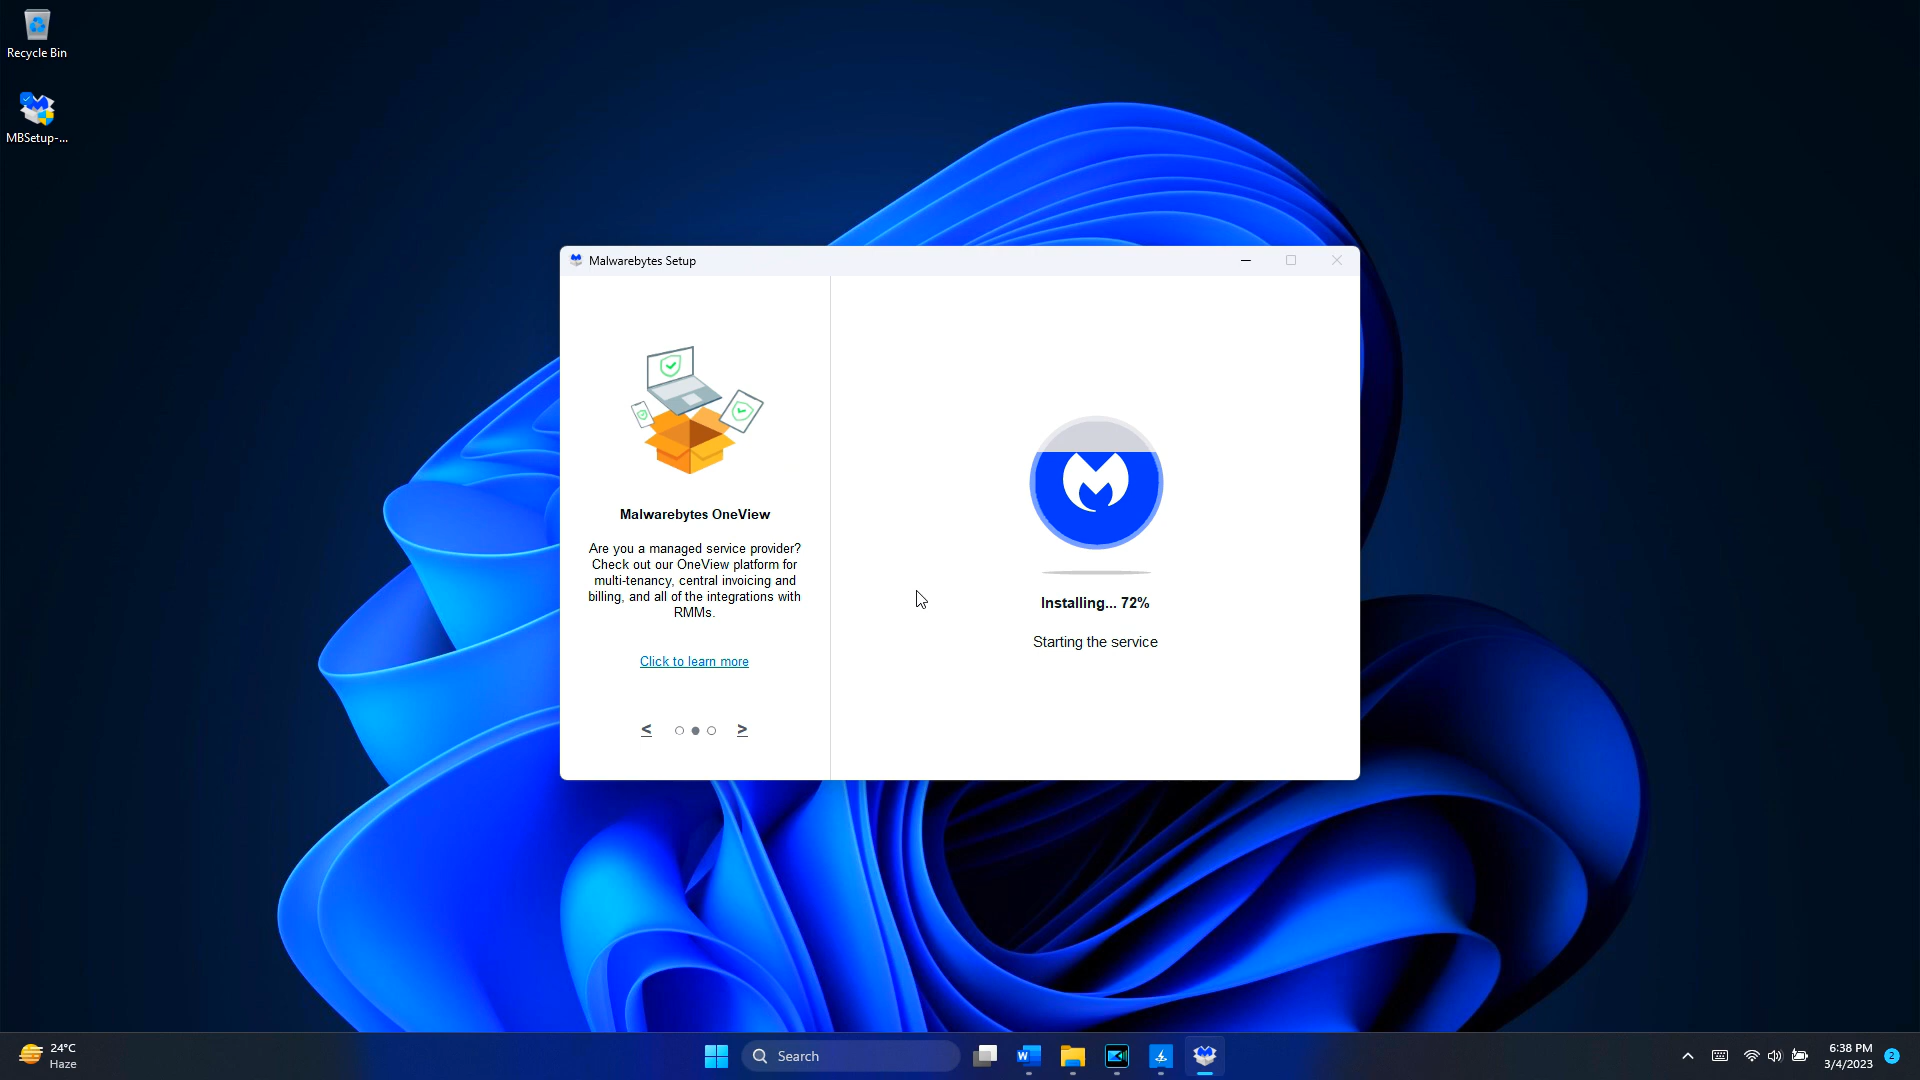 Recycle Bin
MBSetup-...
Malwarebytes Setup
Malwarebytes OneView
Are you a managed service provider?
Check out our OneView platform for
multi-tenancy, central invoicing and
billing, and all of the integrations with
RMMs.
Click to learn more
< >
Installing... 72%
Starting the service
24°C
Haze
Search
6:38 PM
3/4/2023
2